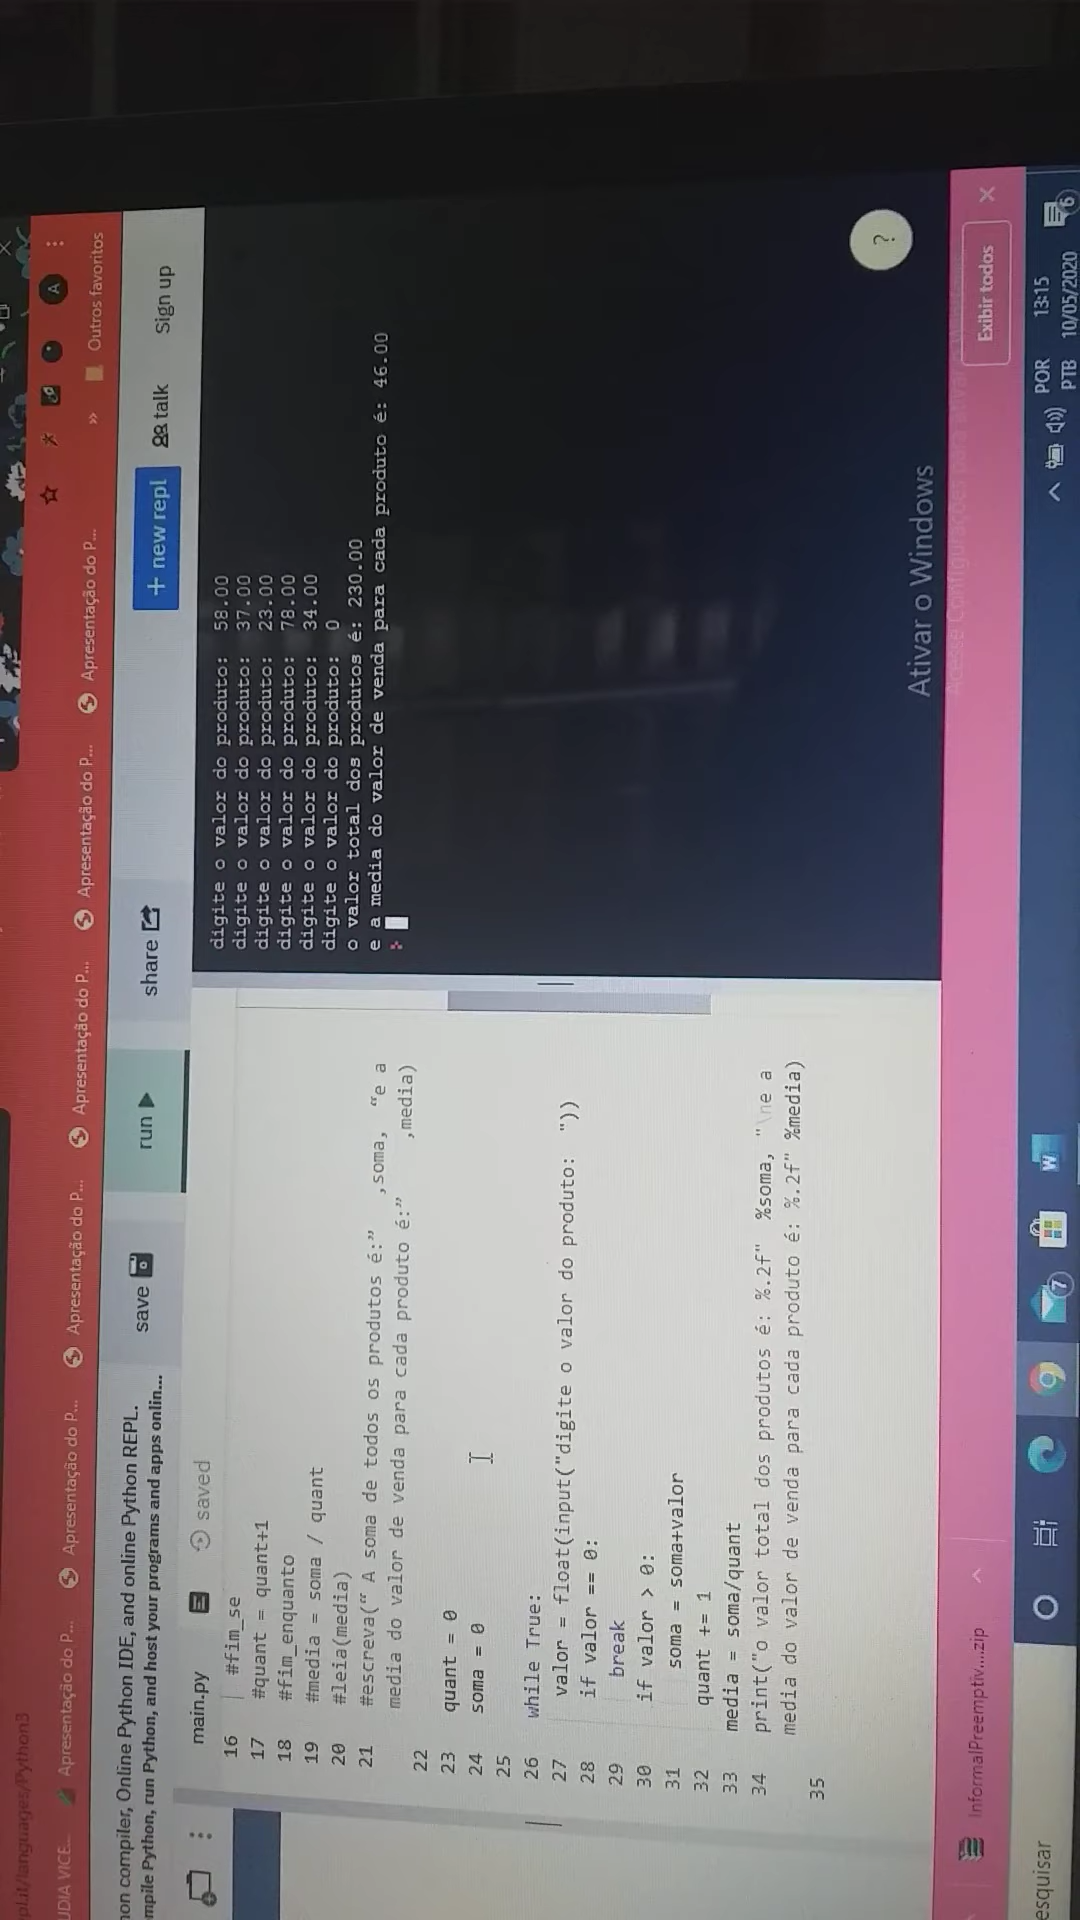 plit/languages/Python3
UDIA VICE...
Apresentação do P...
Apresentação do P...
Apresentação do P...
Apresentação do P...
Apresentação do P...
Apresentação do P...
Apresentação do P...
»
Outros favoritos
A
hon compiler, Online Python IDE, and online Python REPL.
mpile Python, run Python, and host your programs and apps onlin...
save
run
share
+ new repl
talk
Sign up
main.py
saved
16 #fim_se
17 #quant = quant+1
18 #fim_enquanto
19 #media = soma / quant
20 #leia(media)
21 #escreva(“ A soma de todos os produtos é:” ,soma, “e a
media do valor de venda para cada produto é:” ,media)
22
23 quant = 0
24 soma = 0
25
26 while True:
27 valor = float(input("digite o valor do produto: "))
28 if valor == 0:
29 break
30 if valor > 0:
31 soma = soma+valor
32 quant += 1
33 media = soma/quant
34 print("o valor total dos produtos é: %.2f" %soma, "\ne a
media do valor de venda para cada produto é: %.2f" %media)
35
digite o valor do produto: 58.00
digite o valor do produto: 37.00
digite o valor do produto: 23.00
digite o valor do produto: 78.00
digite o valor do produto: 34.00
digite o valor do produto: 0
o valor total dos produtos é: 230.00
e a media do valor de venda para cada produto é: 46.00
?
Ativar o Windows
Acesse Configurações para ativar
InformalPreemptiv....zip
Exibir todos
esquisar
7
W
POR
PTB
13:15
10/05/2020
6